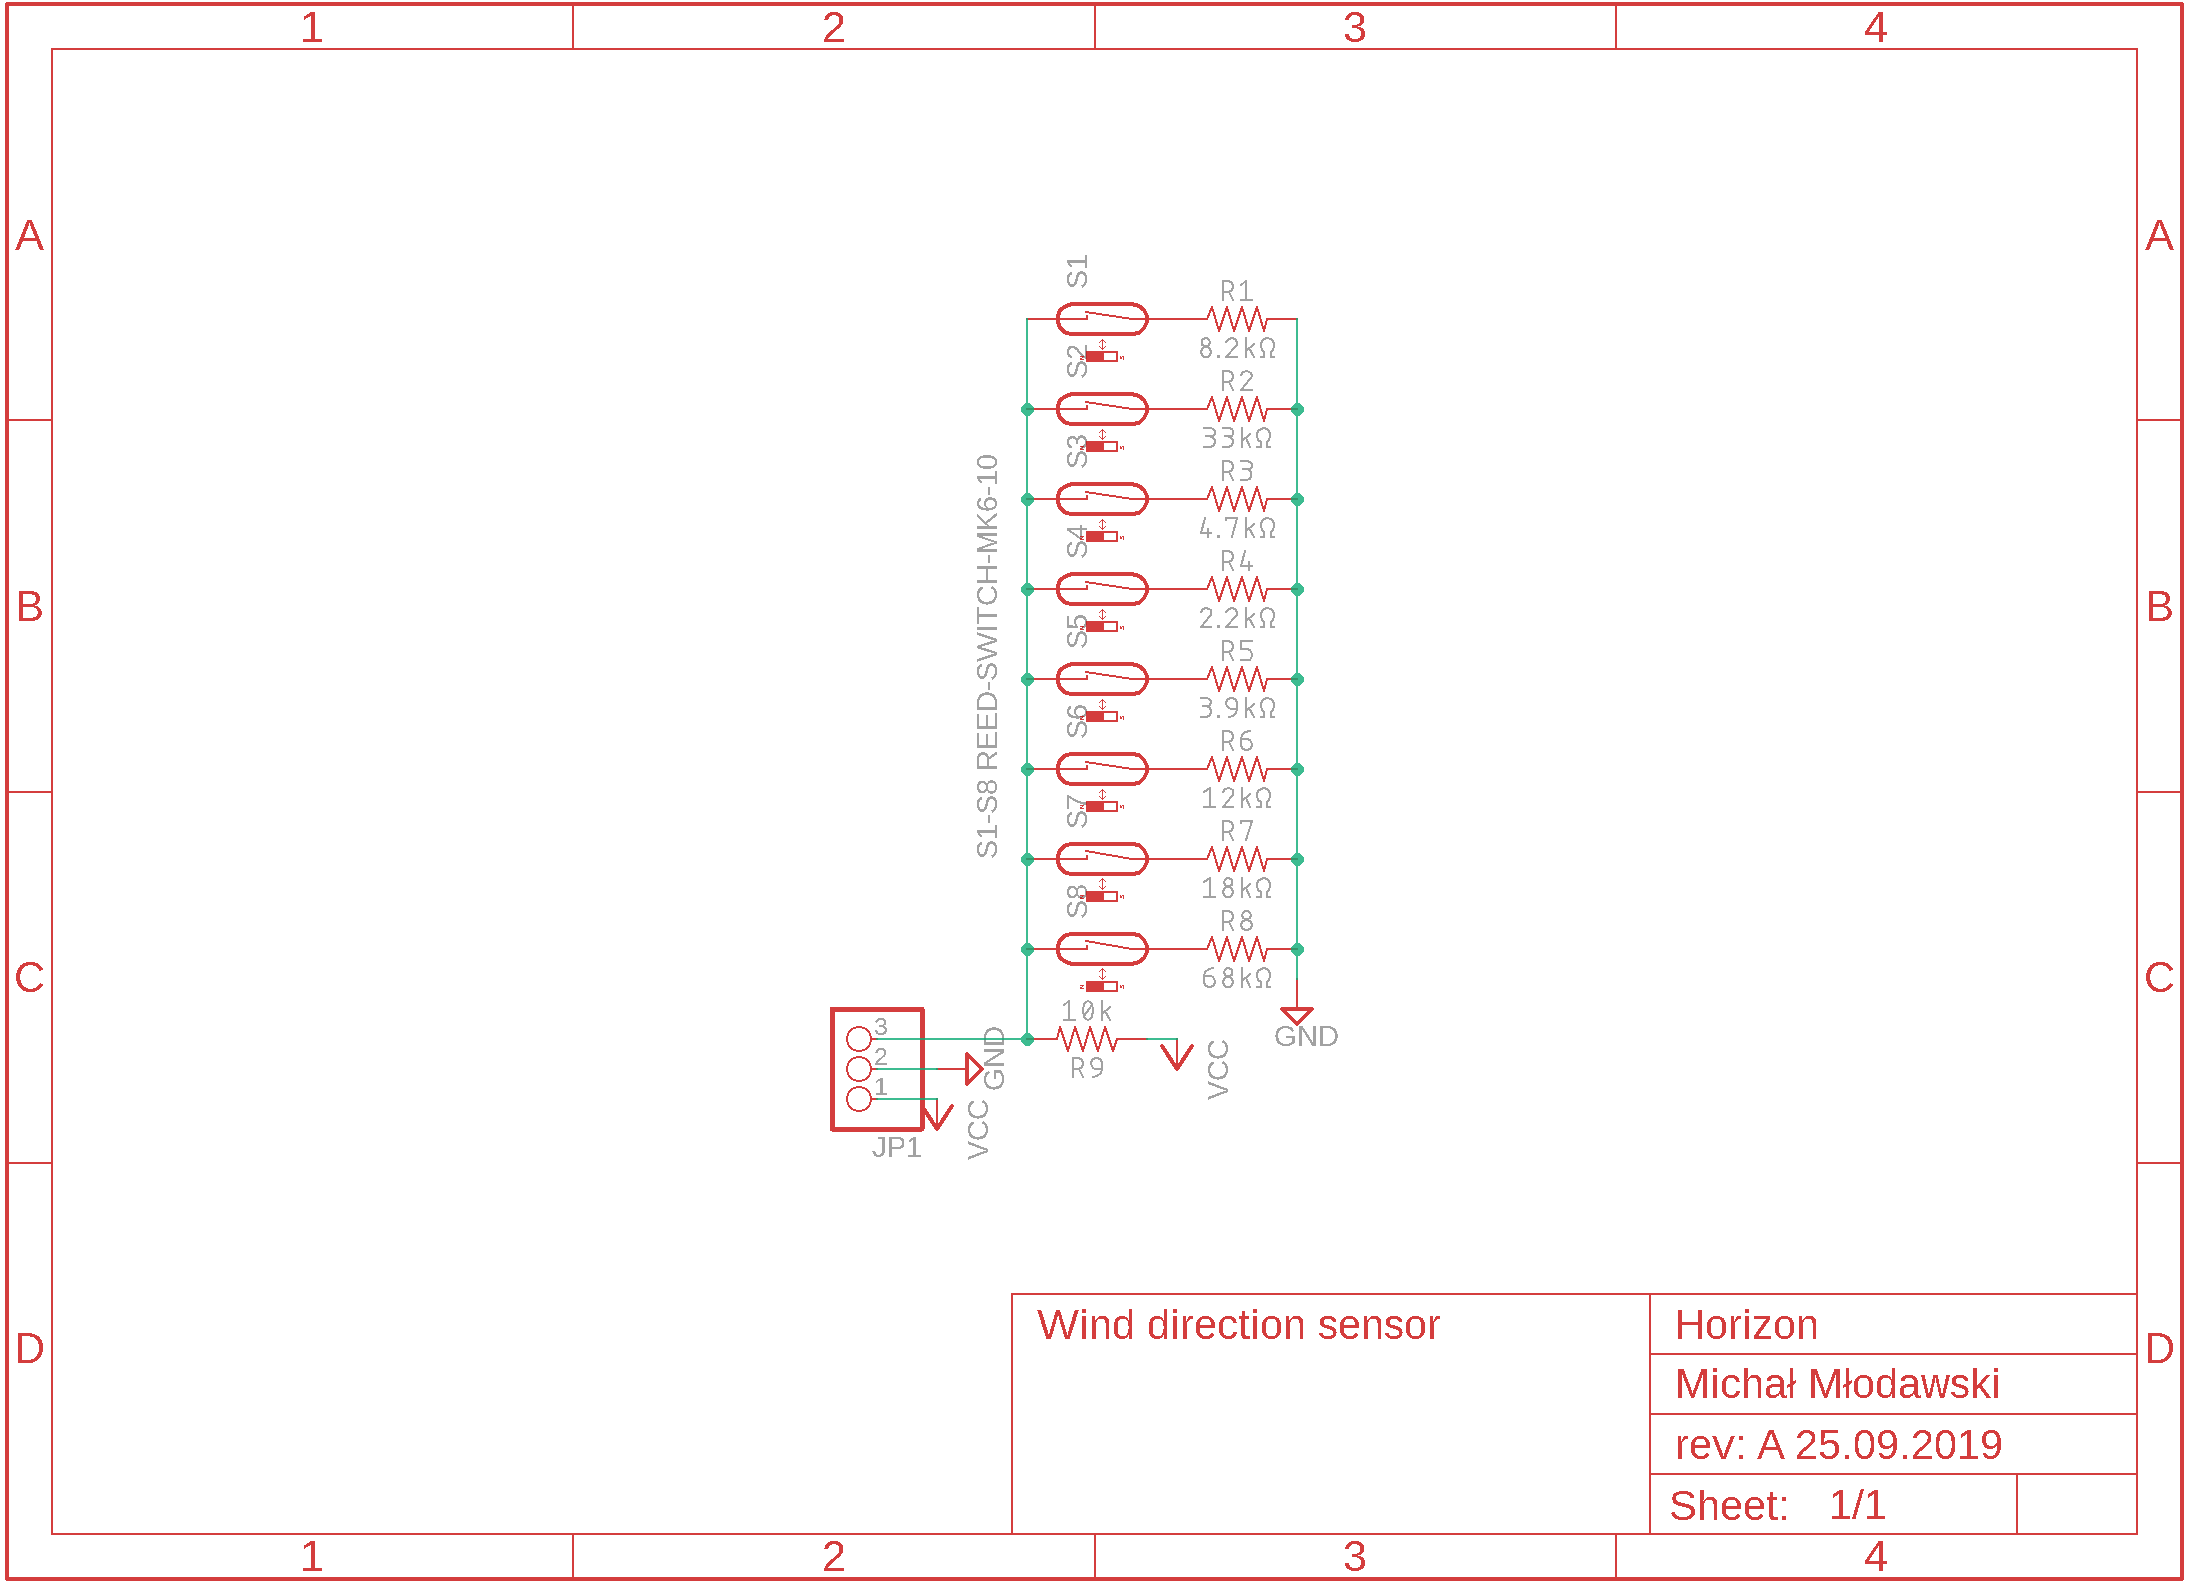 1 2 3 4
A A
B B
C C
D D
S1
R1
8.2kΩ
S2
R2
33kΩ
S3
R3
4.7kΩ
S4
R4
2.2kΩ
S5
R5
3.9kΩ
S6
R6
12kΩ
S7
R7
18kΩ
S8
R8
68kΩ
S1-S8 REED-SWITCH-MK6-10
10k
R9
VCC
GND
3
2
1
GND
VCC
JP1
Wind direction sensor
Horizon
Michał Młodawski
rev: A 25.09.2019
Sheet: 1/1
1 2 3 4